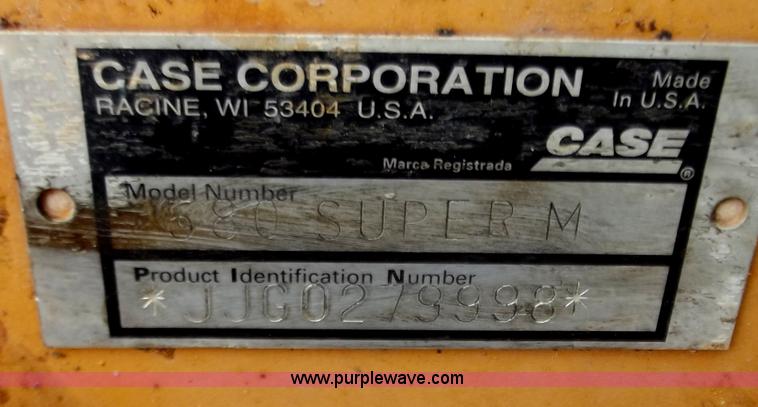 CASE CORPORATION
RACINE, WI 53404 U.S.A.
Made
In U.S.A.
CASE
®
Marca Registrada
Model Number
SUPER M
Product Identification Number
*JJG0279998*
www.purplewave.com